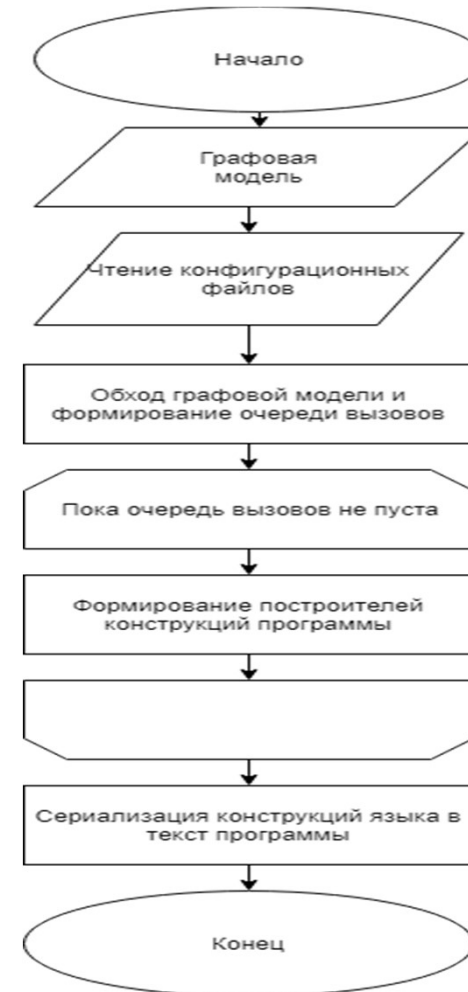 Начало
Графовая
модель
Чтение конфигурационных
файлов
Обход графовой модели и
формирование очереди вызовов
Пока очередь вызовов не пуста
Формирование построителей
конструкций программы
Сериализация конструкций языка в
текст программы
Конец